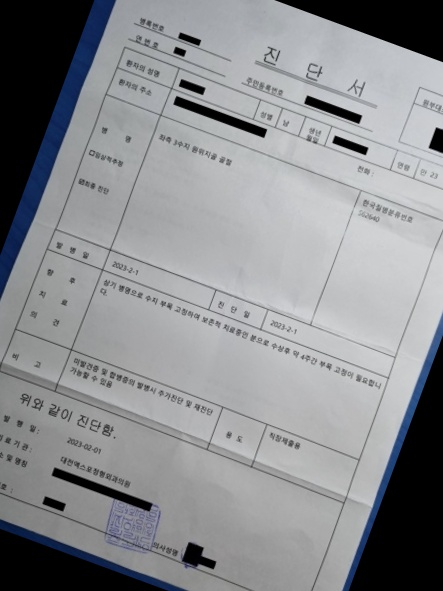 병록번호
연번호
진 단 서
주민등록번호
원부대
환자의 성명
성별 남 생년월일 연령 만 23
환자의 주소
전화 :
병 명
좌측 3수지 원위지골 골절
한국질병분류번호
임상적추정
최종 진단
발 병 일 2023-2-1 진 단 일 2023-2-1
향 후 치 료 의 견
상기 병명으로 수지 부목 고정하여 보존적 치료중인 분으로 수상후 약 4주간 부목 고정이 필요합니
다.
비 고
미발견증 및 합병증의 발병시 추가진단 및 재진단
가능할 수 있음
용 도 직장제출용
위와 같이 진단함.
발 행 일 : 2023-02-01
료기관 : 대전엑스포정형외과의원
소 및 명칭
호 :
의사성명